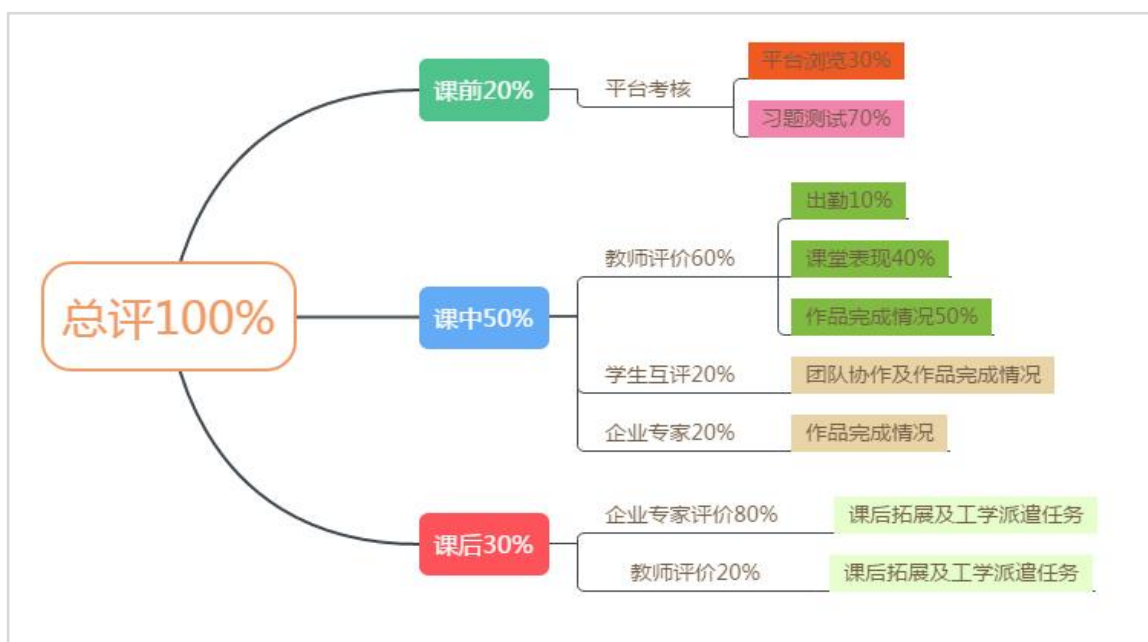 总评100%
课前20%
平台考核
平台浏览30%
习题测试70%
课中50%
教师评价60%
出勤10%
课堂表现40%
作品完成情况50%
学生互评20%
团队协作及作品完成情况
企业专家20%
作品完成情况
课后30%
企业专家评价80%
课后拓展及工学派遣任务
教师评价20%
课后拓展及工学派遣任务